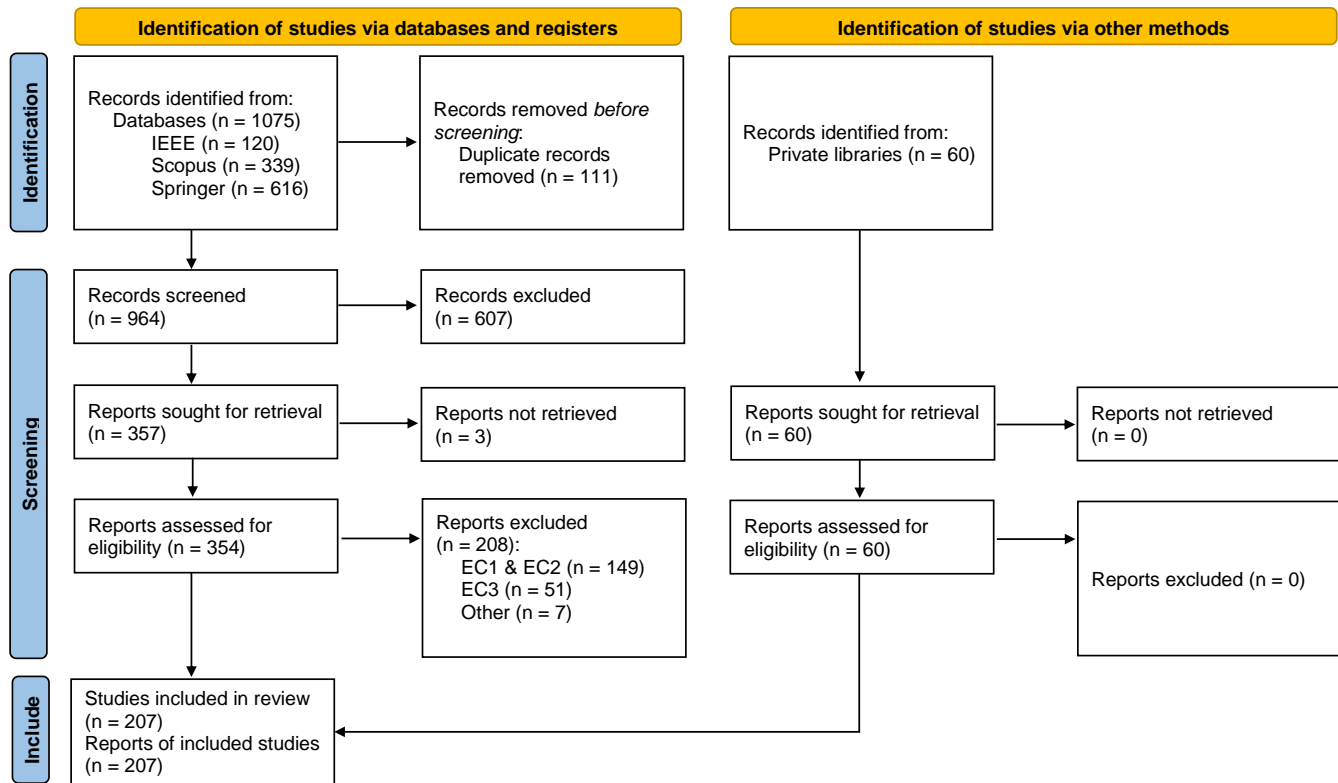 Identification of studies via databases and registers
Identification of studies via other methods
Identification
Records identified from:
Databases (n = 1075)
IEEE (n = 120)
Scopus (n = 339)
Springer (n = 616)
Records removed before
screening:
Duplicate records
removed (n = 111)
Records identified from:
Private libraries (n = 60)
Screening
Records screened
(n = 964)
Records excluded
(n = 607)
Reports sought for retrieval
(n = 357)
Reports not retrieved
(n = 3)
Reports sought for retrieval
(n = 60)
Reports not retrieved
(n = 0)
Reports assessed for
eligibility (n = 354)
Reports excluded
(n = 208):
EC1 & EC2 (n = 149)
EC3 (n = 51)
Other (n = 7)
Reports assessed for
eligibility (n = 60)
Reports excluded (n = 0)
Include
Studies included in review
(n = 207)
Reports of included studies
(n = 207)